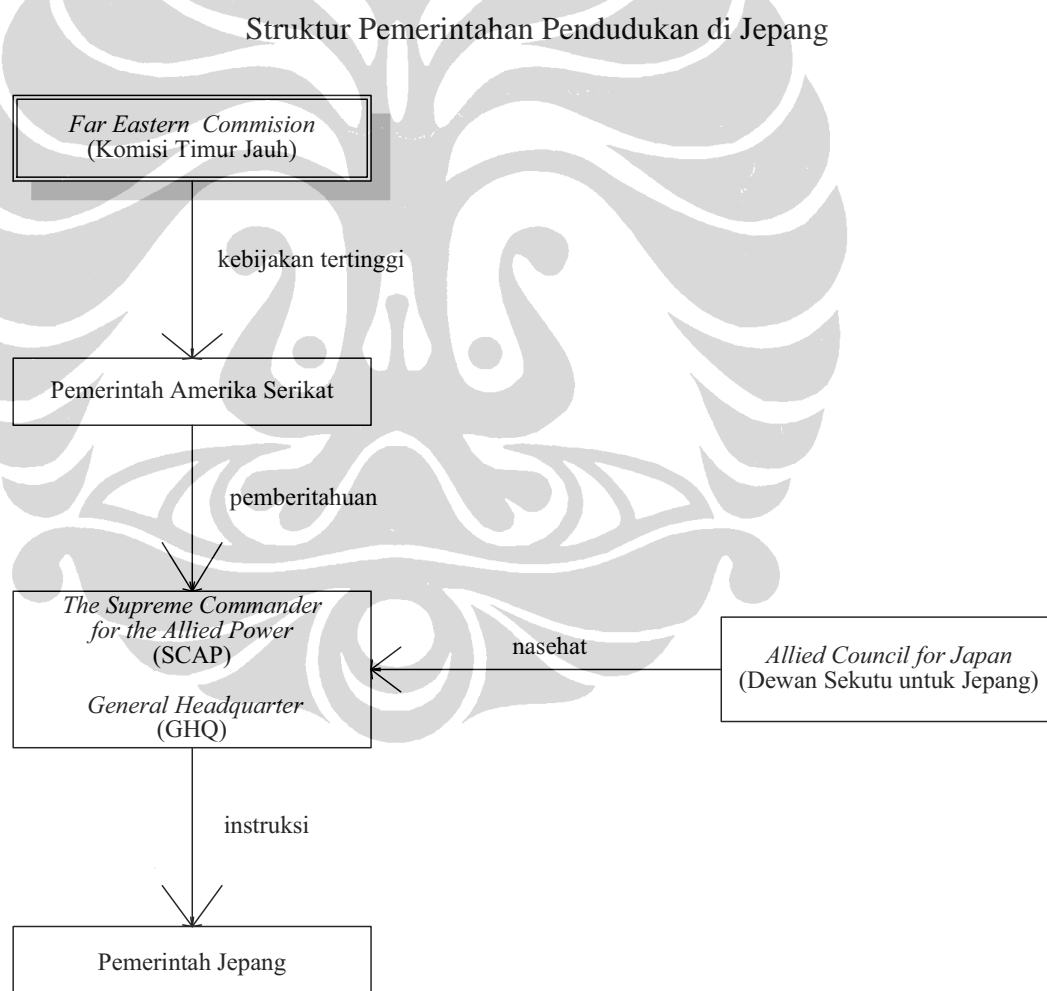 Struktur Pemerintahan Pendudukan di Jepang
Far Eastern Commision
(Komisi Timur Jauh)
kebijakan tertinggi
Pemerintah Amerika Serikat
pemberitahuan
The Supreme Commander
for the Allied Power
(SCAP)
General Headquarter
(GHQ)
nasehat
Allied Council for Japan
(Dewan Sekutu untuk Jepang)
instruksi
Pemerintah Jepang